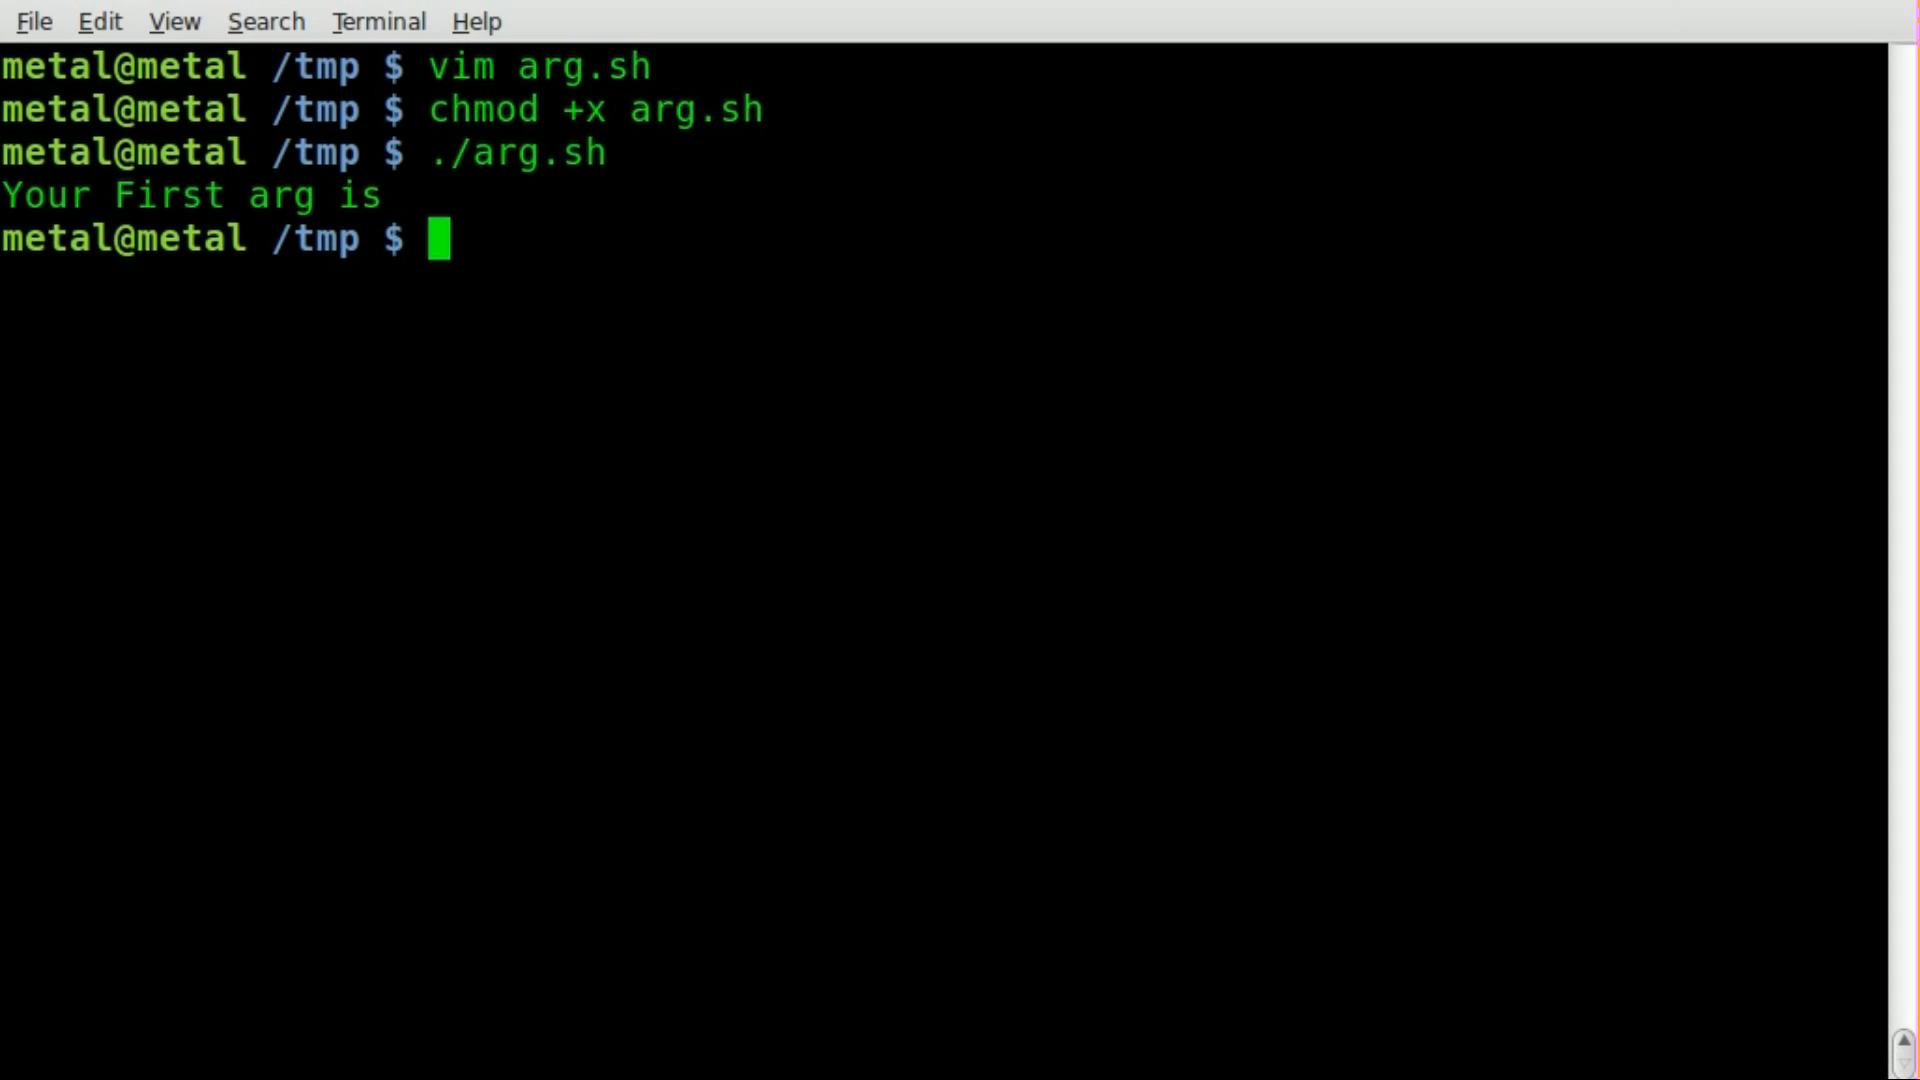 File Edit View Search Terminal Help
metal@metal /tmp $ vim arg.sh
metal@metal /tmp $ chmod +x arg.sh
metal@metal /tmp $ ./arg.sh
Your First arg is
metal@metal /tmp $